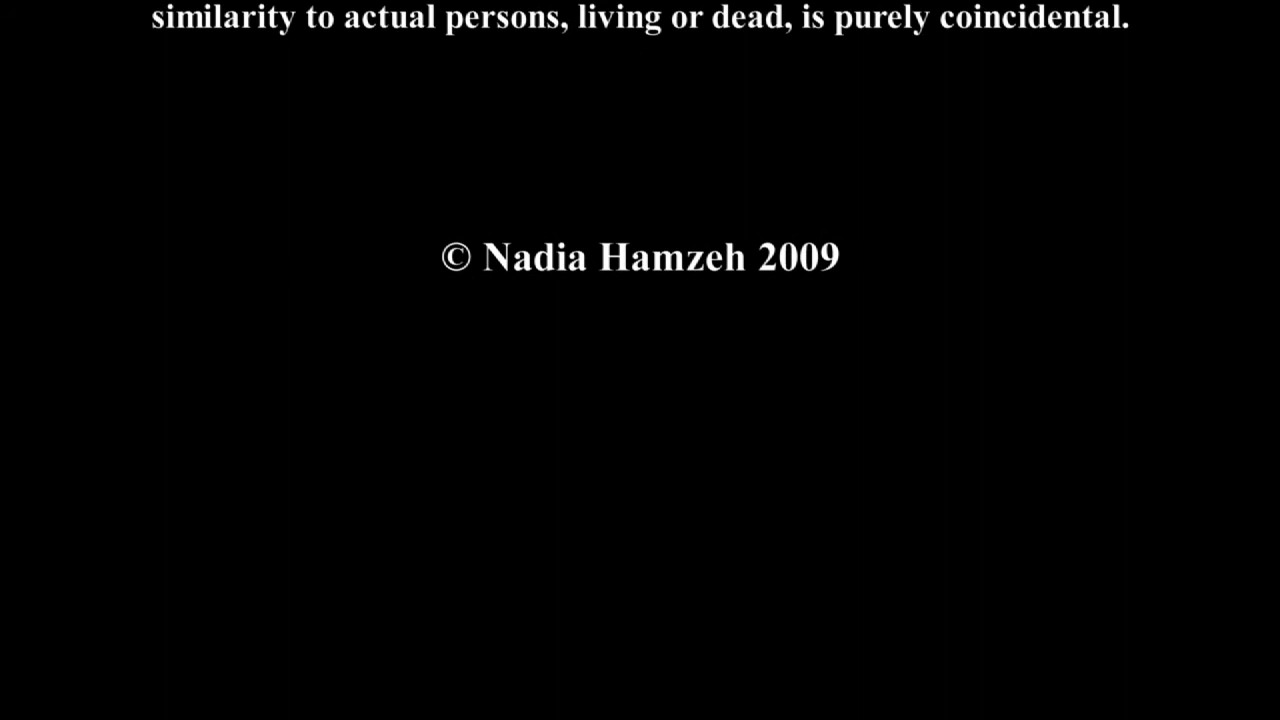 similarity to actual persons, living or dead, is purely coincidental.
© Nadia Hamzeh 2009